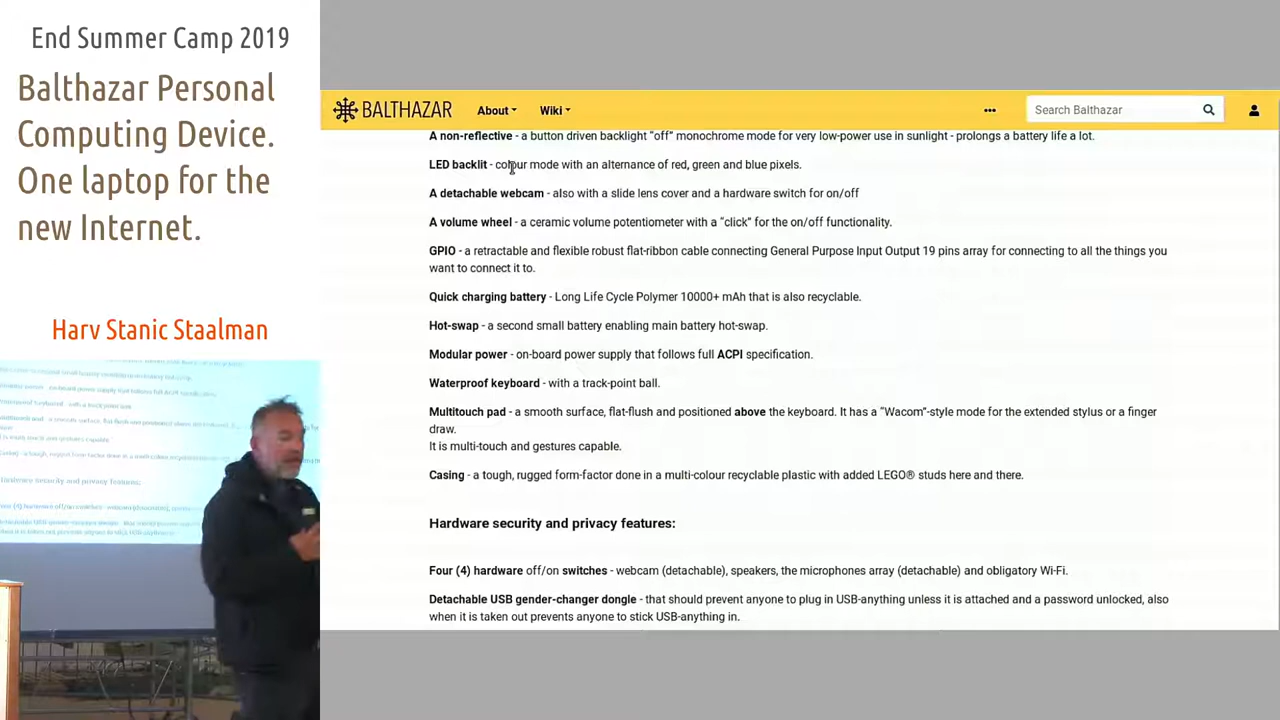 End Summer Camp 2019
Balthazar Personal
Computing Device.
One laptop for the
new Internet.
Harv Stanic Staalman
BALTHAZAR
About
Wiki
Search Balthazar
A non-reflective - a button driven backlight “off” monochrome mode for very low-power use in sunlight - prolongs a battery life a lot.
LED backlit - colour mode with an alternance of red, green and blue pixels.
A detachable webcam - also with a slide lens cover and a hardware switch for on/off
A volume wheel - a ceramic volume potentiometer with a “click” for the on/off functionality.
GPIO - a retractable and flexible robust flat-ribbon cable connecting General Purpose Input Output 19 pins array for connecting to all the things you
want to connect it to.
Quick charging battery - Long Life Cycle Polymer 10000+ mAh that is also recyclable.
Hot-swap - a second small battery enabling main battery hot-swap.
Modular power - on-board power supply that follows full ACPI specification.
Waterproof keyboard - with a track-point ball.
Multitouch pad - a smooth surface, flat-flush and positioned above the keyboard. It has a “Wacom”-style mode for the extended stylus or a finger
draw.
It is multi-touch and gestures capable.
Casing - a tough, rugged form-factor done in a multi-colour recyclable plastic with added LEGO® studs here and there.
Hardware security and privacy features:
Four (4) hardware off/on switches - webcam (detachable), speakers, the microphones array (detachable) and obligatory Wi-Fi.
Detachable USB gender-changer dongle - that should prevent anyone to plug in USB-anything unless it is attached and a password unlocked, also
when it is taken out prevents anyone to stick USB-anything in.